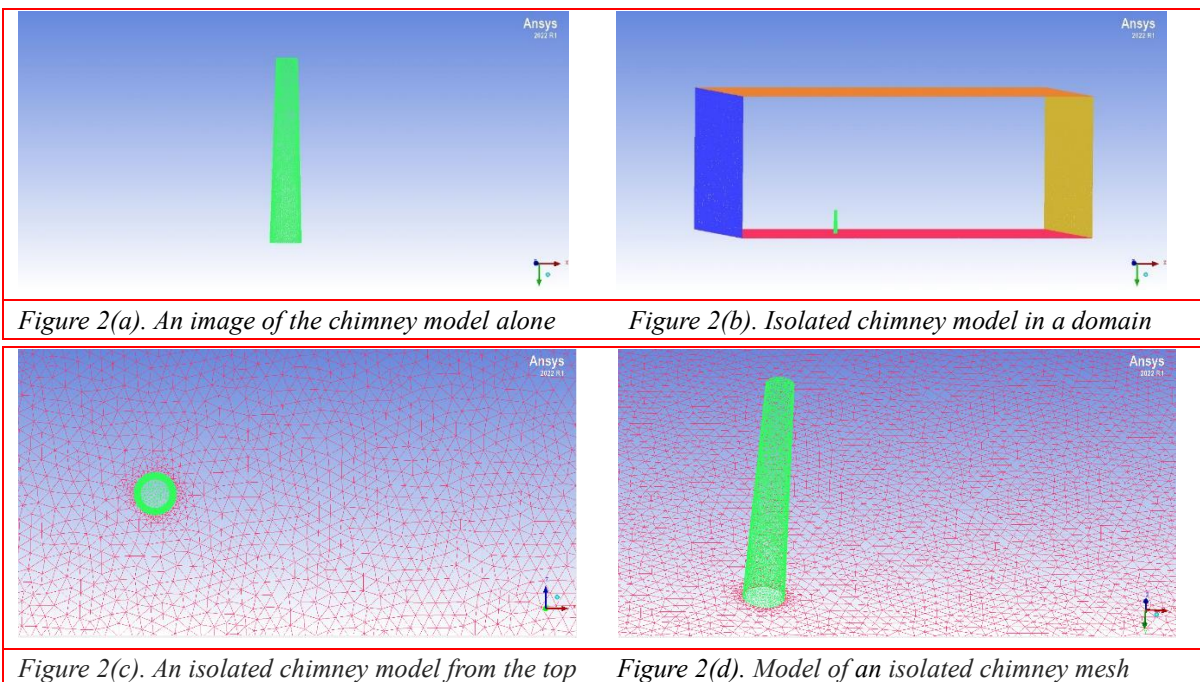 Ansys
2022 R1
Ansys
2022 R1
Figure 2(a). An image of the chimney model alone
Figure 2(b). Isolated chimney model in a domain
Ansys
2022 R1
Ansys
2022 R1
Figure 2(c). An isolated chimney model from the top
Figure 2(d). Model of an isolated chimney mesh